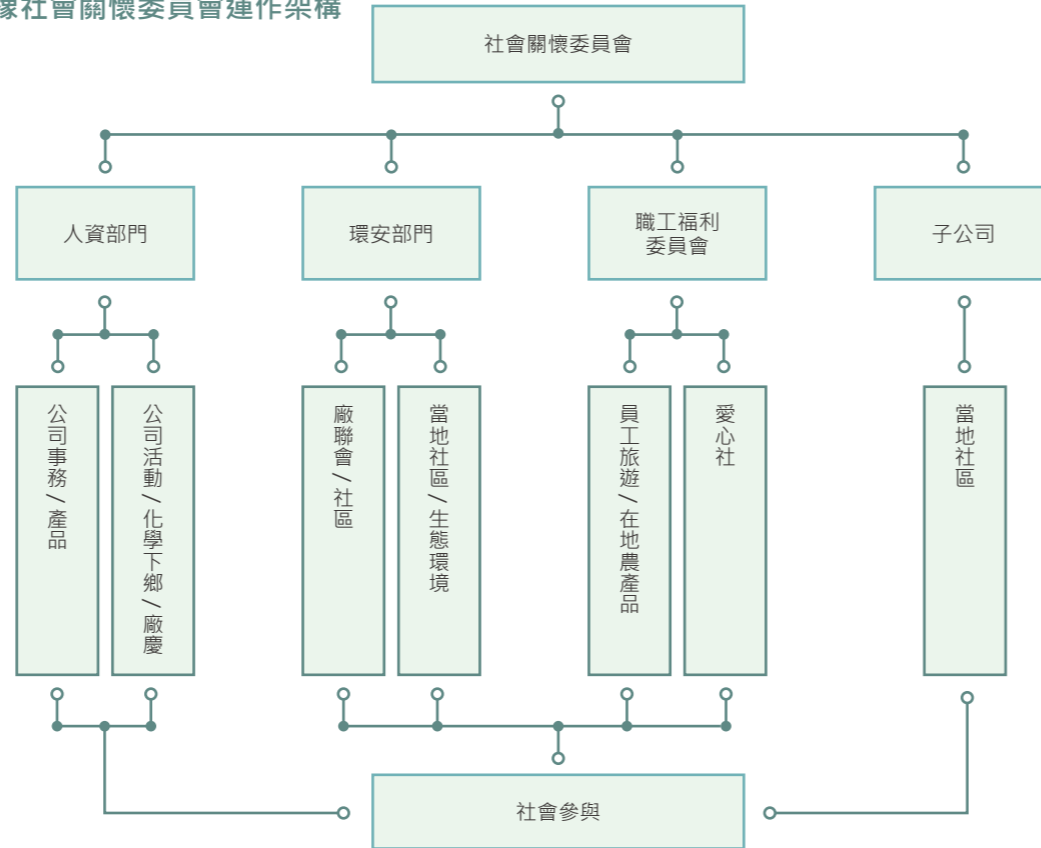 橡社會關懷委員會運作架構
社會關懷委員會
人資部門
環安部門
職工福利
委員會
子公司
公司事務/產品
公司活動/化學下鄉/廠慶
廠聯會/社區
當地社區/生態環境
員工旅遊/在地農產品
愛心社
當地社區
社會參與